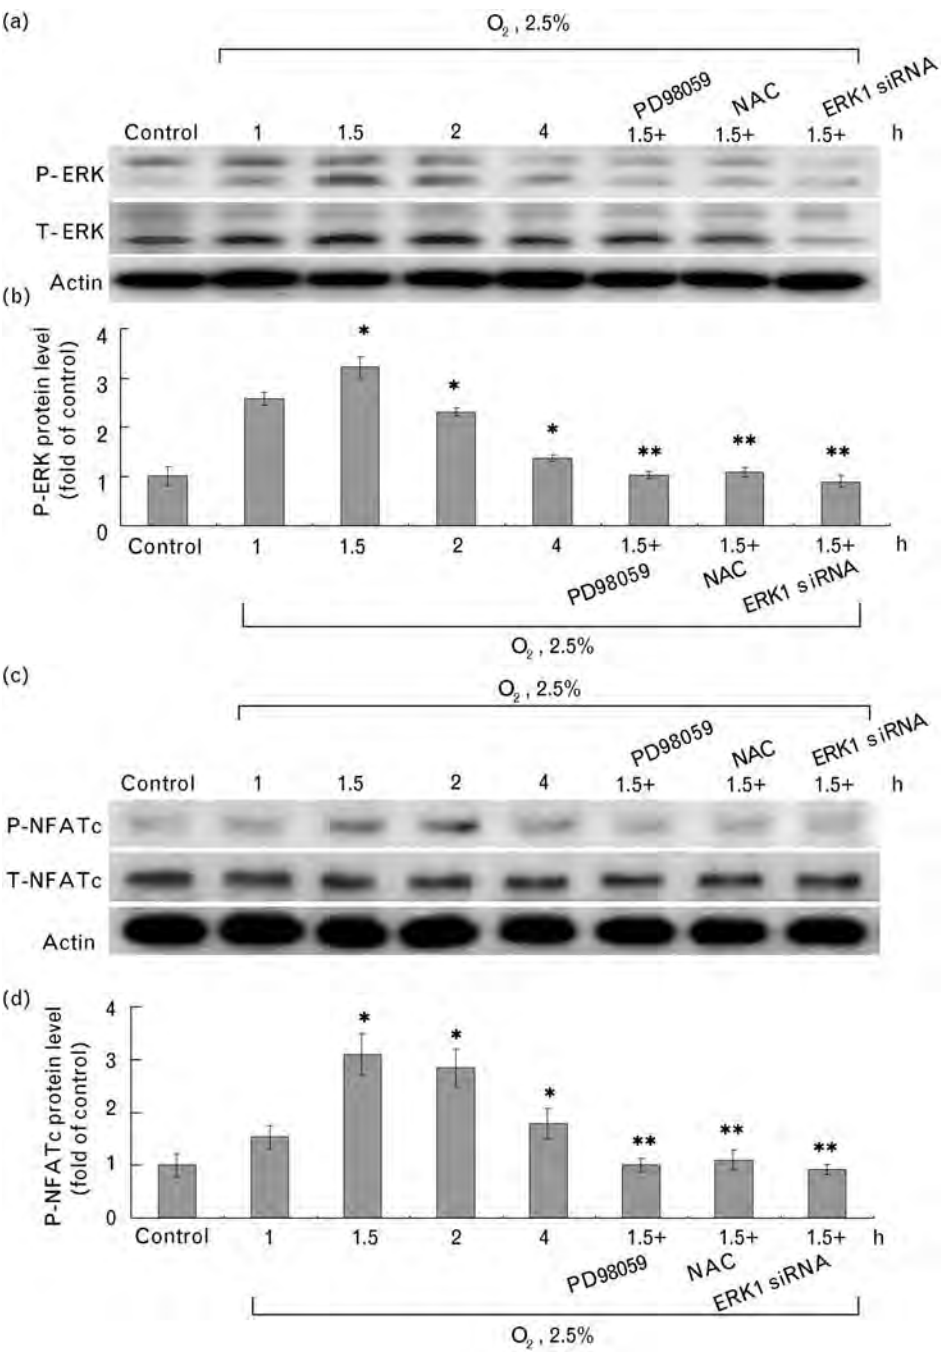 (a)
O₂ , 2.5%
PD98059 NAC ERK1 siRNA
Control 1 1.5 2 4 1.5+ 1.5+ 1.5+ h
P-ERK
T-ERK
Actin
(b)
P-ERK protein level
(fold of control)
4
3
2
1
0
* * * ** ** **
Control 1 1.5 2 4 1.5+ 1.5+ 1.5+ h
PD98059 NAC ERK1 siRNA
O₂ , 2.5%
(c)
O₂ , 2.5%
PD98059 NAC ERK1 siRNA
Control 1 1.5 2 4 1.5+ 1.5+ 1.5+ h
P-NFATc
T-NFATc
Actin
(d)
P-NFATc protein level
(fold of control)
4
3
2
1
0
* * * ** ** **
Control 1 1.5 2 4 1.5+ 1.5+ 1.5+ h
PD98059 NAC ERK1 siRNA
O₂ , 2.5%